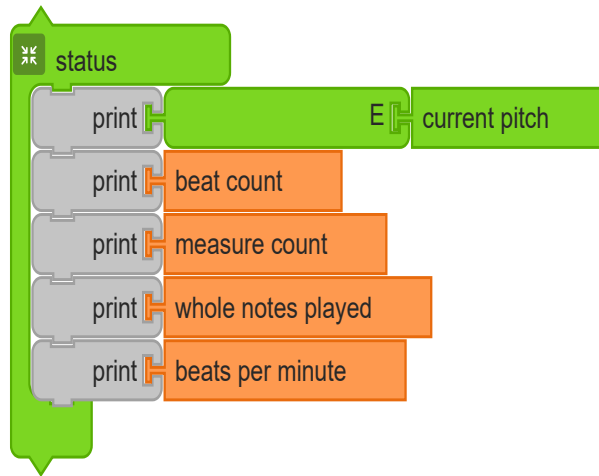 status
print E current pitch
print beat count
print measure count
print whole notes played
print beats per minute